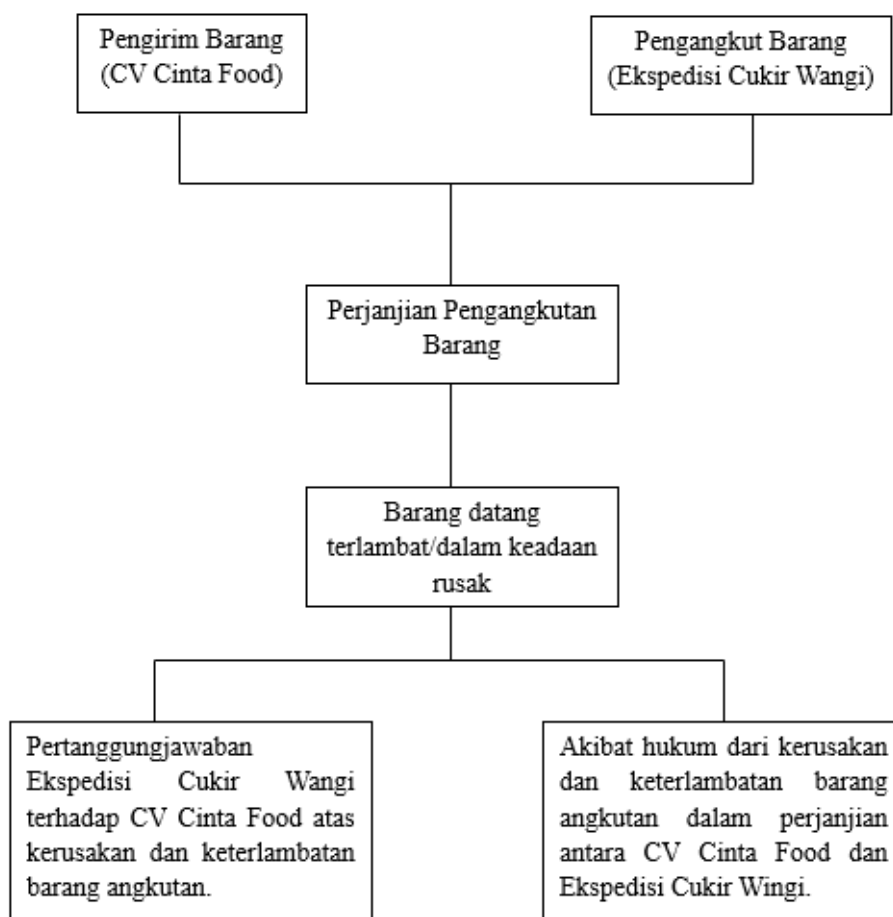 Pengirim Barang
(CV Cinta Food)
Pengangkut Barang
(Ekspedisi Cukir Wangi)
Perjanjian Pengangkutan
Barang
Barang datang
terlambat/dalam keadaan
rusak
Pertanggungjawaban
Ekspedisi Cukir Wangi
terhadap CV Cinta Food atas
kerusakan dan keterlambatan
barang angkutan.
Akibat hukum dari kerusakan
dan keterlambatan barang
angkutan dalam perjanjian
antara CV Cinta Food dan
Ekspedisi Cukir Wingi.